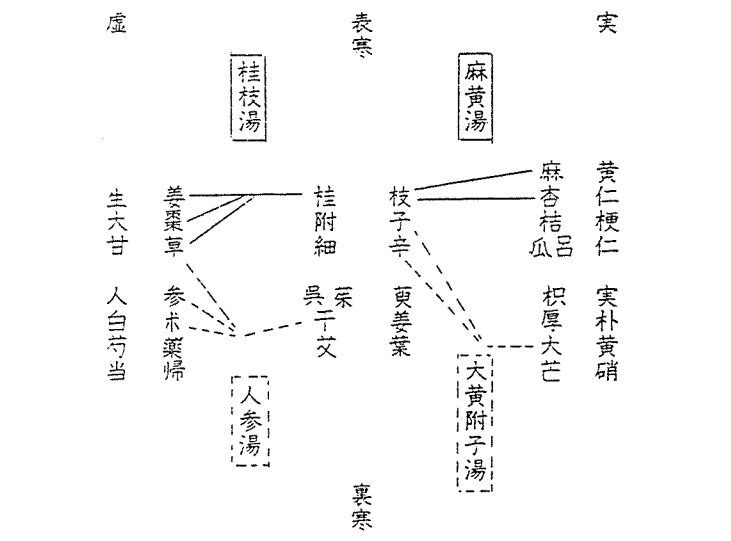 虚
表寒
実
桂枝湯
麻黄湯
生姜
大棗
甘草
桂枝
附子
細辛
麻黄
杏仁
桔梗
瓜呂仁
人参
白朮
芍薬
当帰
呉茱萸
干姜
艾葉
枳実
厚朴
大黄
芒硝
人参湯
大黄附子湯
裏寒